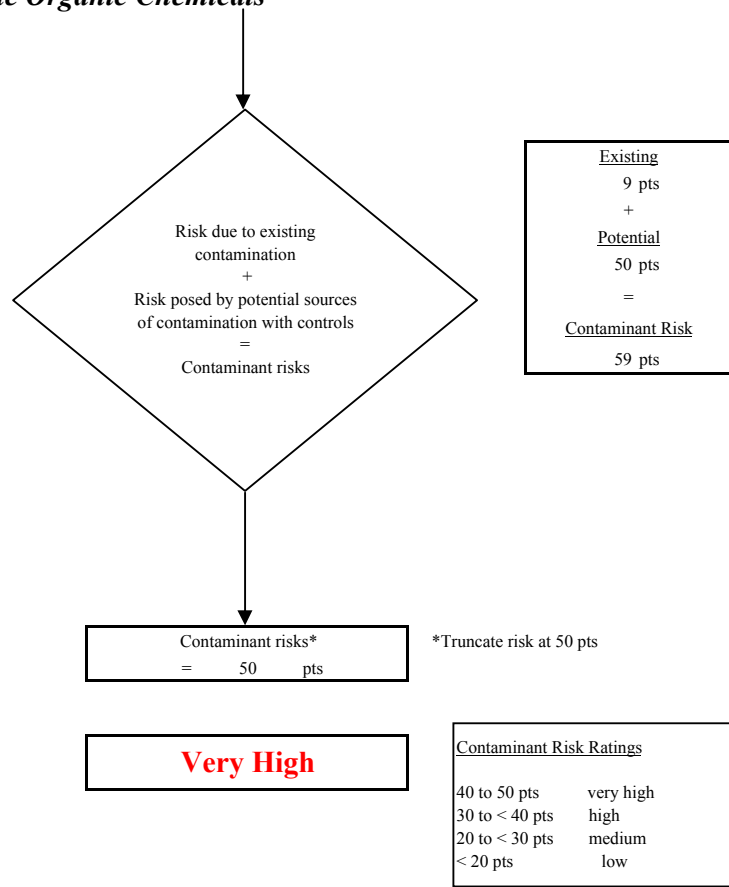 Organic Chemicals
Risk due to existing
contamination
+
Risk posed by potential sources
of contamination with controls
=
Contaminant risks
Existing
9 pts
+
Potential
50 pts
=
Contaminant Risk
59 pts
Contaminant risks*
= 50 pts
*Truncate risk at 50 pts
Very High
Contaminant Risk Ratings
40 to 50 pts very high
30 to < 40 pts high
20 to < 30 pts medium
< 20 pts low